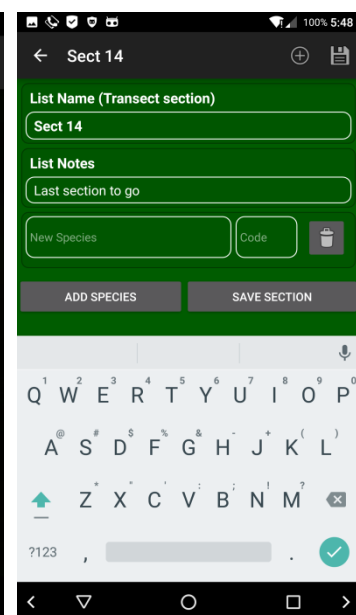 100% 5:48
Sect 14
List Name (Transect section)
Sect 14
List Notes
Last section to go
New Species Code
ADD SPECIES SAVE SECTION
1 2 3 4 5 6 7 8 9 0
Q W E R T Y U I O P
@ # $ % & - + ( )
A S D F G H J K L
* " ' : ; ! ?
Z X C V B N M
?123 , .